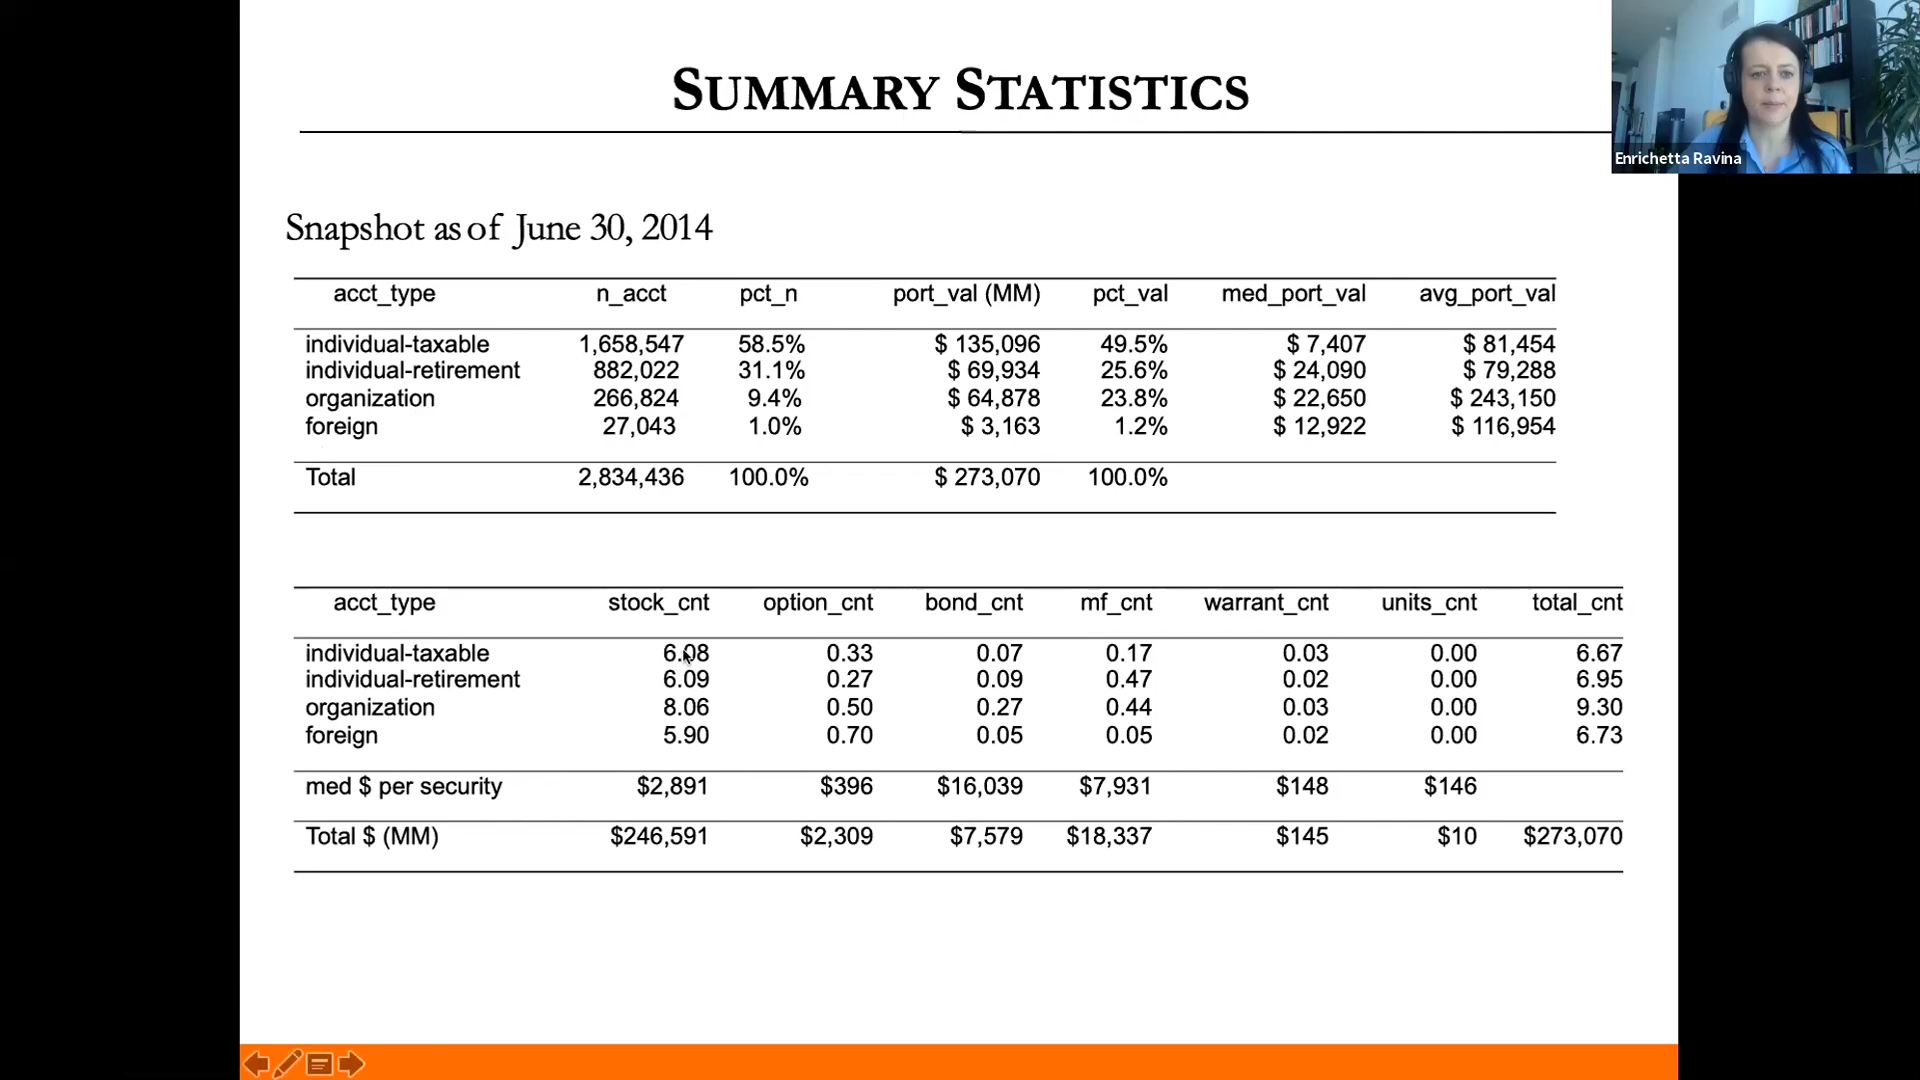 SUMMARY STATISTICS
Enrichetta Ravina
Snapshot as of June 30, 2014
acct_type n_acct pct_n port_val (MM) pct_val med_port_val avg_port_val
individual-taxable 1,658,547 58.5% $ 135,096 49.5% $ 7,407 $ 81,454
individual-retirement 882,022 31.1% $ 69,934 25.6% $ 24,090 $ 79,288
organization 266,824 9.4% $ 64,878 23.8% $ 22,650 $ 243,150
foreign 27,043 1.0% $ 3,163 1.2% $ 12,922 $ 116,954
Total 2,834,436 100.0% $ 273,070 100.0%
acct_type stock_cnt option_cnt bond_cnt mf_cnt warrant_cnt units_cnt total_cnt
individual-taxable 6.08 0.33 0.07 0.17 0.03 0.00 6.67
individual-retirement 6.09 0.27 0.09 0.47 0.02 0.00 6.95
organization 8.06 0.50 0.27 0.44 0.03 0.00 9.30
foreign 5.90 0.70 0.05 0.05 0.02 0.00 6.73
med $ per security $2,891 $396 $16,039 $7,931 $148 $146
Total $ (MM) $246,591 $2,309 $7,579 $18,337 $145 $10 $273,070